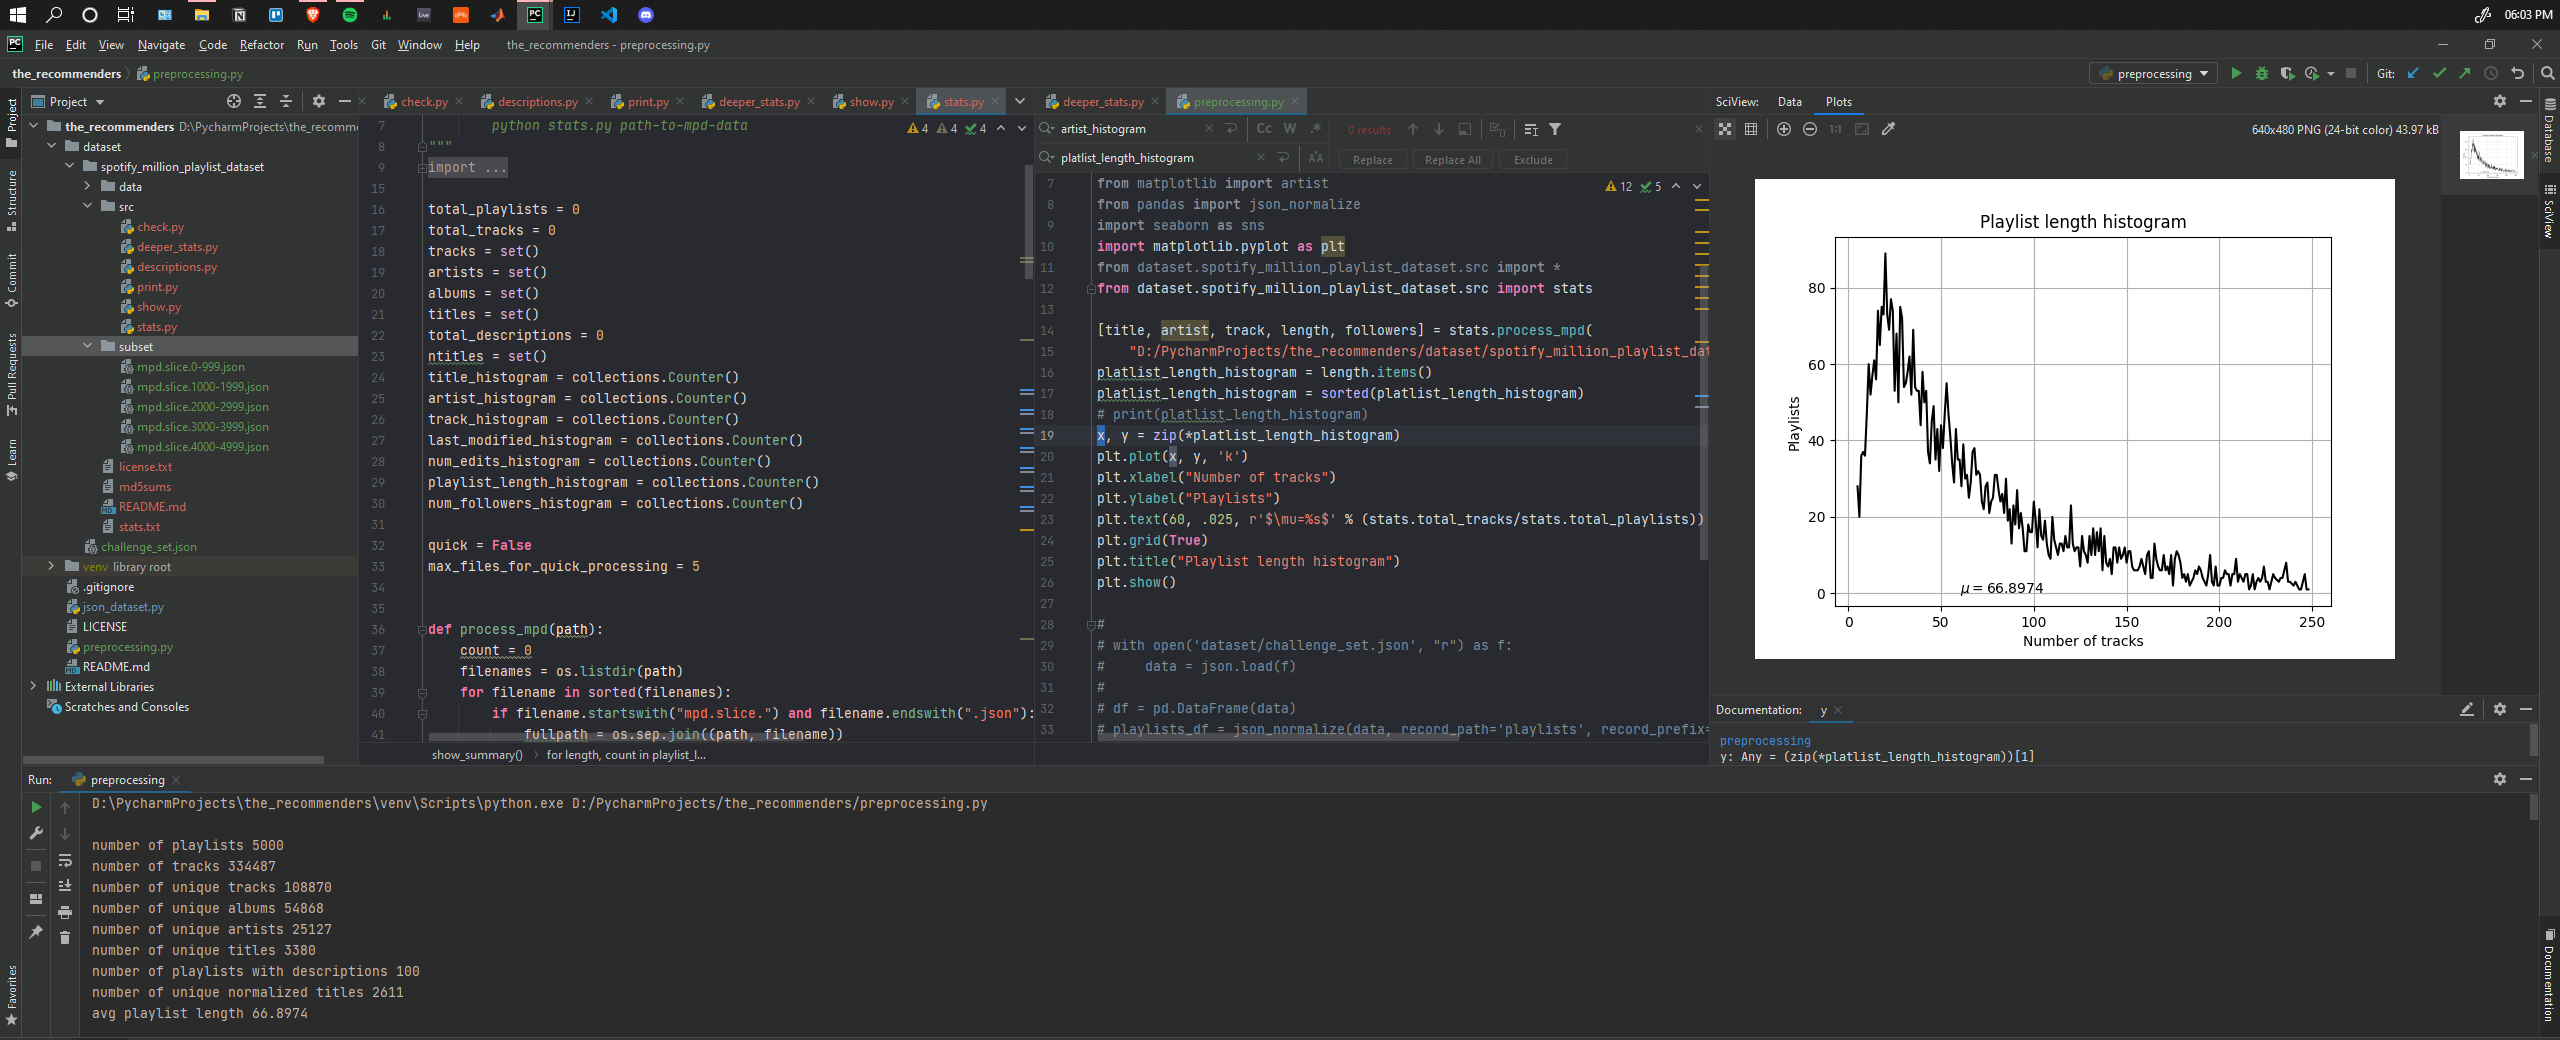 06:03 PM
File Edit View Navigate Code Refactor Run Tools Git Window Help the_recommenders - preprocessing.py
the_recommenders preprocessing.py preprocessing Git:
Project
check.py descriptions.py print.py deeper_stats.py show.py stats.py
deeper_stats.py preprocessing.py
SciView: Data Plots
the_recommenders D:\PycharmProjects\the_recomm
dataset
spotify_million_playlist_dataset
data
src
check.py
deeper_stats.py
descriptions.py
print.py
show.py
stats.py
subset
mpd.slice.0-999.json
mpd.slice.1000-1999.json
mpd.slice.2000-2999.json
mpd.slice.3000-3999.json
mpd.slice.4000-4999.json
license.txt
md5sums
README.md
stats.txt
challenge_set.json
venv library root
.gitignore
json_dataset.py
LICENSE
preprocessing.py
README.md
External Libraries
Scratches and Consoles
Project
Structure
Commit
Pull Requests
Learn
Favorites
4 4 4
7 python stats.py path-to-mpd-data
8 """
9 import ...
15
16 total_playlists = 0
17 total_tracks = 0
18 tracks = set()
19 artists = set()
20 albums = set()
21 titles = set()
22 total_descriptions = 0
23 ntitles = set()
24 title_histogram = collections.Counter()
25 artist_histogram = collections.Counter()
26 track_histogram = collections.Counter()
27 last_modified_histogram = collections.Counter()
28 num_edits_histogram = collections.Counter()
29 playlist_length_histogram = collections.Counter()
30 num_followers_histogram = collections.Counter()
31
32 quick = False
33 max_files_for_quick_processing = 5
34
35
36 def process_mpd(path):
37 count = 0
38 filenames = os.listdir(path)
39 for filename in sorted(filenames):
40 if filename.startswith("mpd.slice.") and filename.endswith(".json"):
41 fullpath = os.sep.join((path, filename))
show_summary() for length, count in playlist_l...
artist_histogram Cc W .* 0 results
platlist_length_histogram Replace Replace All Exclude
12 5
7 from matplotlib import artist
8 from pandas import json_normalize
9 import seaborn as sns
10 import matplotlib.pyplot as plt
11 from dataset.spotify_million_playlist_dataset.src import *
12 from dataset.spotify_million_playlist_dataset.src import stats
13
14 [title, artist, track, length, followers] = stats.process_mpd(
15 "D:/PycharmProjects/the_recommenders/dataset/spotify_million_playlist_dat
16 platlist_length_histogram = length.items()
17 platlist_length_histogram = sorted(platlist_length_histogram)
18 # print(platlist_length_histogram)
19 x, y = zip(*platlist_length_histogram)
20 plt.plot(x, y, 'k')
21 plt.xlabel("Number of tracks")
22 plt.ylabel("Playlists")
23 plt.text(60, .025, r'$\mu=%s$' % (stats.total_tracks/stats.total_playlists))
24 plt.grid(True)
25 plt.title("Playlist length histogram")
26 plt.show()
27
28 #
29 # with open('dataset/challenge_set.json', "r") as f:
30 # data = json.load(f)
31 #
32 # df = pd.DataFrame(data)
33 # playlists_df = json_normalize(data, record_path='playlists', record_prefix=
1:1 640x480 PNG (24-bit color) 43.97 kB
Playlist length histogram
80
60
40
20
0
Playlists
μ = 66.8974
0 50 100 150 200 250
Number of tracks
Documentation: y
preprocessing
y: Any = (zip(*platlist_length_histogram))[1]
Database
SciView
Documentation
Run: preprocessing
D:\PycharmProjects\the_recommenders\venv\Scripts\python.exe D:/PycharmProjects/the_recommenders/preprocessing.py
number of playlists 5000
number of tracks 334487
number of unique tracks 108870
number of unique albums 54868
number of unique artists 25127
number of unique titles 3380
number of playlists with descriptions 100
number of unique normalized titles 2611
avg playlist length 66.8974